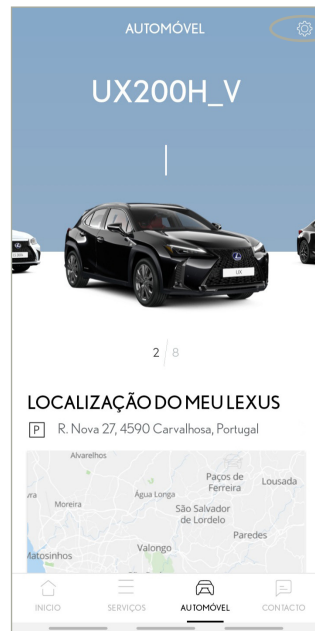 AUTOMÓVEL
UX200H_V
UX
2 / 8
LOCALIZAÇÃO DO MEU LEXUS
P R. Nova 27, 4590 Carvalhosa, Portugal
Alvarelhos
Paços de
Ferreira
Lousada
Água Longa
Moreira
São Salvador
de Lordelo
Paredes
Valongo
Matosinhos
INICIO
SERVIÇOS
AUTOMÓVEL
CONTACTO